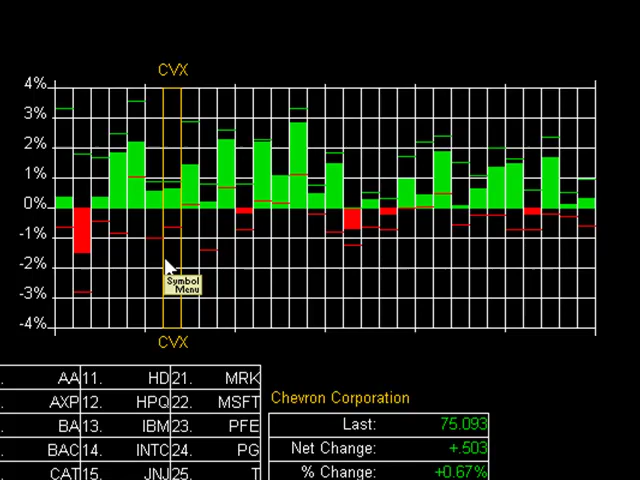 CVX
4%
3%
2%
1%
0%
-1%
-2%
-3%
-4%
Symbol
Menu
CVX
. AA 11. HD 21. MRK
. AXP 12. HPQ 22. MSFT
. BA 13. IBM 23. PFE
. BAC 14. INTC 24. PG
. CAT 15. JNJ 25. T
Chevron Corporation
Last: 75.093
Net Change: +.503
% Change: +0.67%